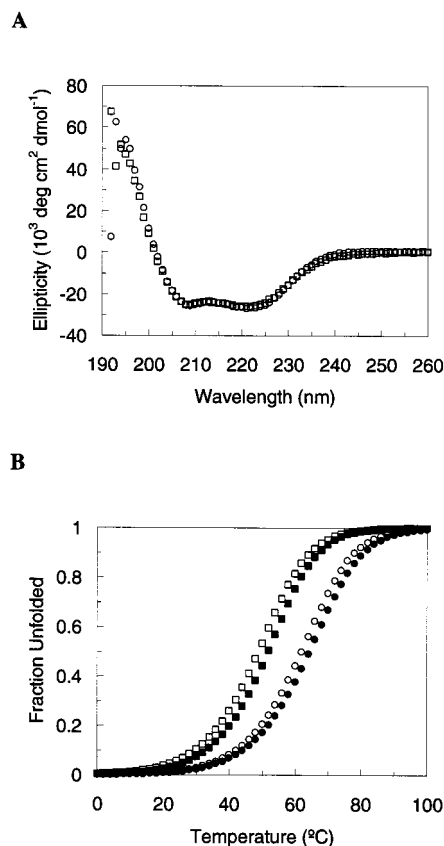 A
Ellipticity (10³ deg cm² dmol⁻¹)
80
60
40
20
0
-20
-40
190 200 210 220 230 240 250 260
Wavelength (nm)
B
Fraction Unfolded
1
0.8
0.6
0.4
0.2
0
0 20 40 60 80 100
Temperature (ºC)